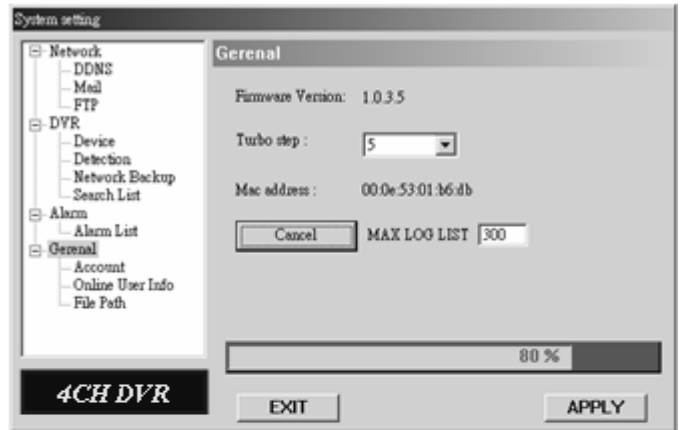 System setting
Network
DDNS
Mail
FTP
DVR
Device
Detection
Network Backup
Search List
Alarm
Alarm List
Gerenal
Account
Online User Info
File Path
4CH DVR
Gerenal
Firmware Version: 1.0.3.5
Turbo step : 5
Mac address : 00:0e:53:01:b6:db
Cancel MAX LOG LIST 300
80 %
EXIT APPLY